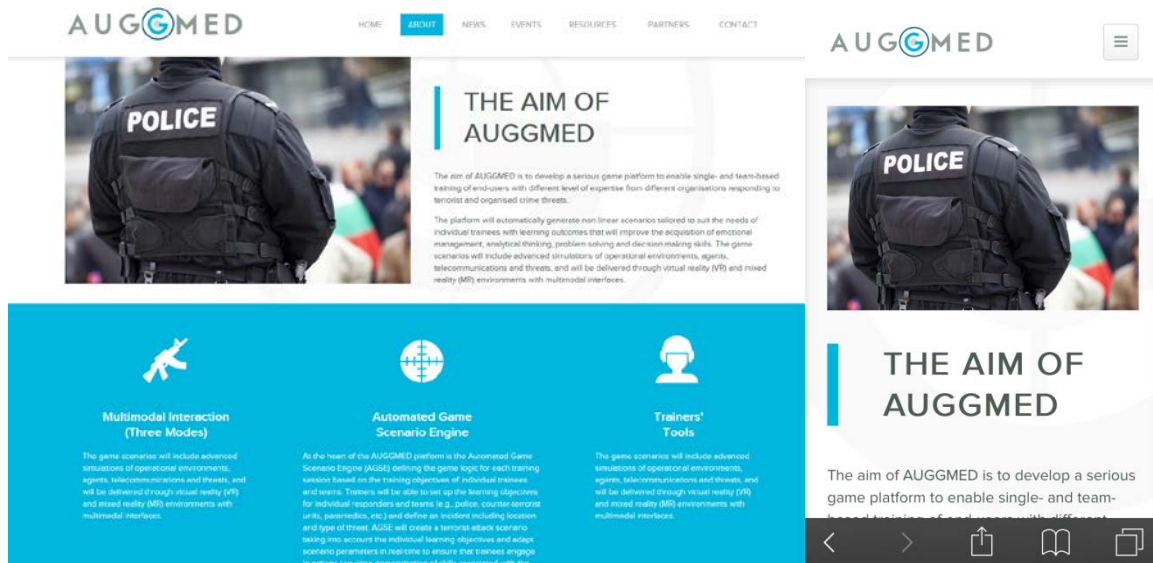 AUGGMED
HOME ABOUT NEWS EVENTS RESOURCES PARTNERS CONTACT
POLICE
THE AIM OF
AUGGMED
The aim of AUGGMED is to develop a serious game platform to enable single- and team-based
training of end-users with different level of expertise from different organisations responding to
terrorist and organised crime threats.
The platform will automatically generate non linear scenarios tailored to suit the needs of
individual trainees with learning outcomes that will improve the acquisition of emotional
management, analytical thinking, problem solving and decision making skills. The game
scenarios will include advanced simulations of operational environments, agents,
telecommunications and threats, and will be delivered through virtual reality (VR) and mixed
reality (MR) environments with multimodal interfaces.
Multimodal Interaction
(Three Modes)
The game scenarios will include advanced
simulations of operational environments,
agents, telecommunications and threats, and
will be delivered through virtual reality (VR)
and mixed reality (MR) environments with
multimodal interfaces.
Automated Game
Scenario Engine
At the heart of the AUGGMED platform is the Automated Game
Scenario Engine (AGSE) defining the game logic for each training
session based on the training objectives of individual trainees
and teams. Trainers will be able to set up the learning objectives
for individual responders and teams (e.g., police, counter-terrorist
units, paramedics, etc.) and define an incident including location
and type of threat. AGSE will create a terrorist-attack scenario
taking into account the individual learning objectives and adapt
scenario parameters in real time to ensure that trainees engage
Trainers'
Tools
The game scenarios will include advanced
simulations of operational environments,
agents, telecommunications and threats, and
will be delivered through virtual reality (VR)
and mixed reality (MR) environments with
multimodal interfaces.
AUGGMED
POLICE
THE AIM OF
AUGGMED
The aim of AUGGMED is to develop a serious
game platform to enable single- and team-
based training of end-users with different